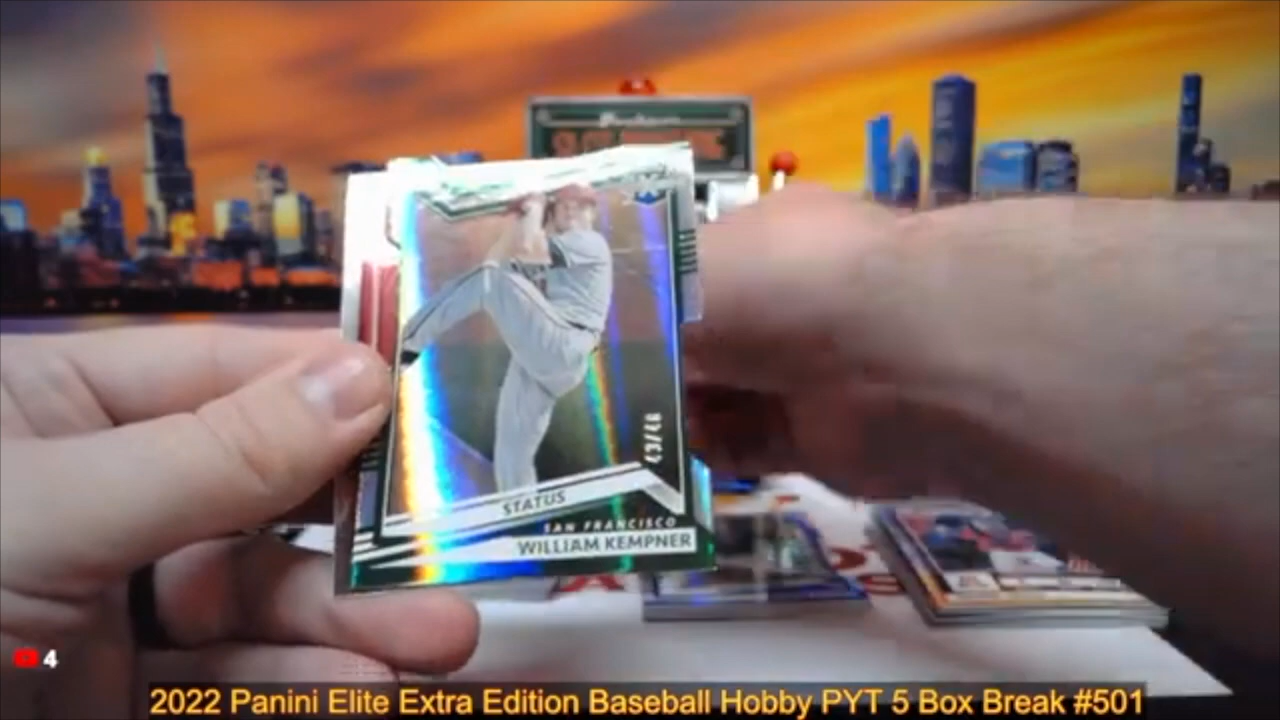 STATUS
SAN FRANCISCO
WILLIAM KEMPNER
4
2022 Panini Elite Extra Edition Baseball Hobby PYT 5 Box Break #501